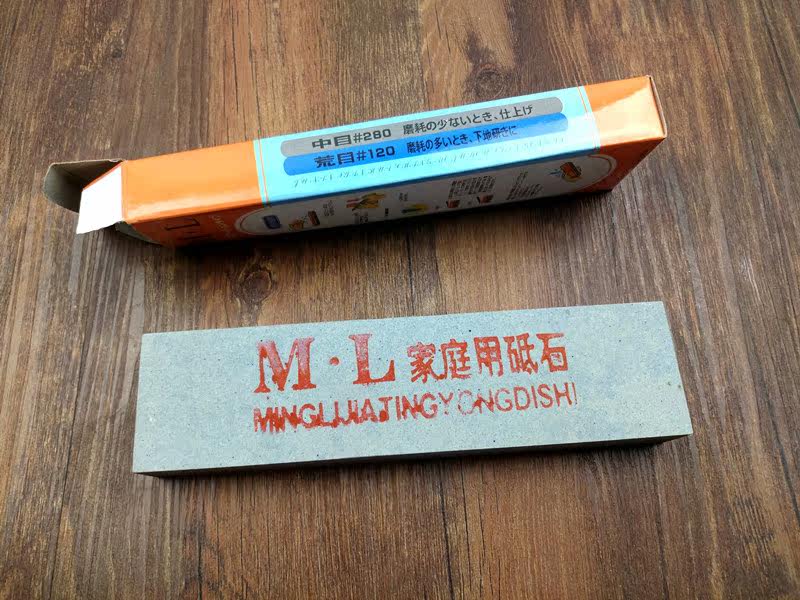 中目#280 磨耗の少ないとき、仕上げ
荒目#120 磨耗の多いとき、下地研ぎに
M·L 家庭用砥石
MINGLIJIATINGYONGDISHI